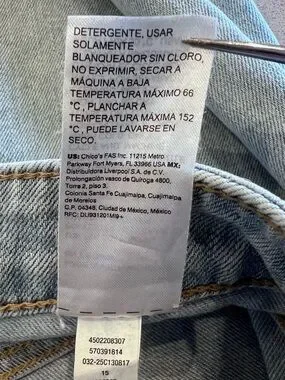 DETERGENTE, USAR
SOLAMENTE
BLANQUEADOR SIN CLORO,
NO EXPRIMIR, SECAR A
MÁQUINA A BAJA
TEMPERATURA MÁXIMO 66
°C, PLANCHAR A
TEMPERATURA MÁXIMA 152
°C, PUEDE LAVARSE EN
SECO.
US: Chico's FAS Inc. 11215 Metro
Parkway Fort Myers, FL 33966 USA MX:
Distribuidora Liverpool S.A. de C.V.
Prolongación vasco de Quiroga 4800,
Torre 2, piso 3.
Colonia Santa Fe Cuajimalpa, Cuajimalpa
de Morelos
C.P. 04348, Ciudad de México, México
RFC: DLI931201MI9
4502208307
570391814
032-25C130817
15